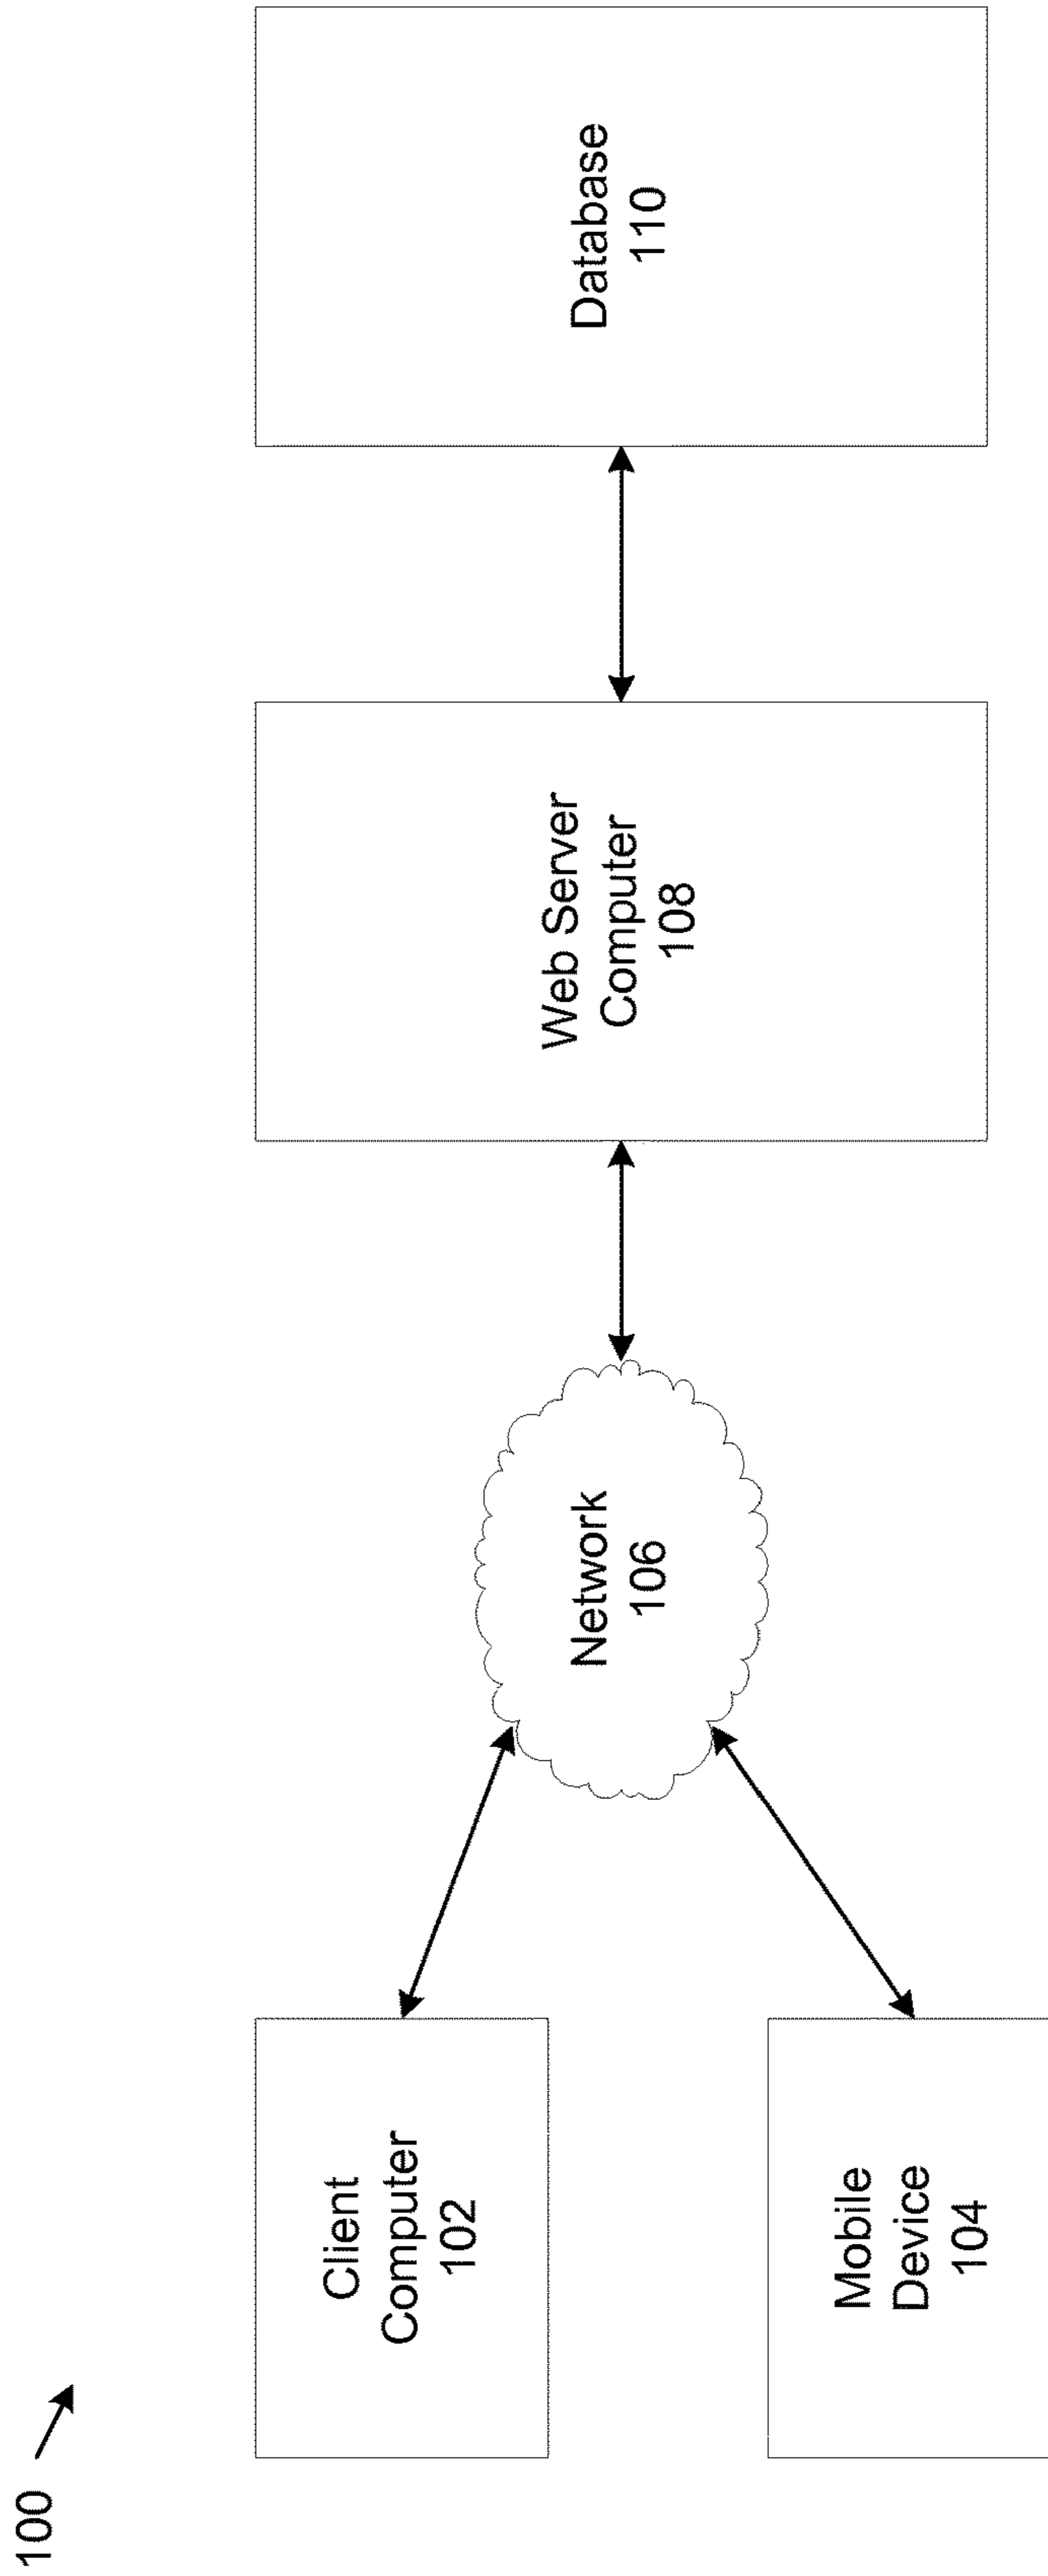 100
Client
Computer
102
Mobile
Device
104
Network
106
Web Server
Computer
108
Database
110